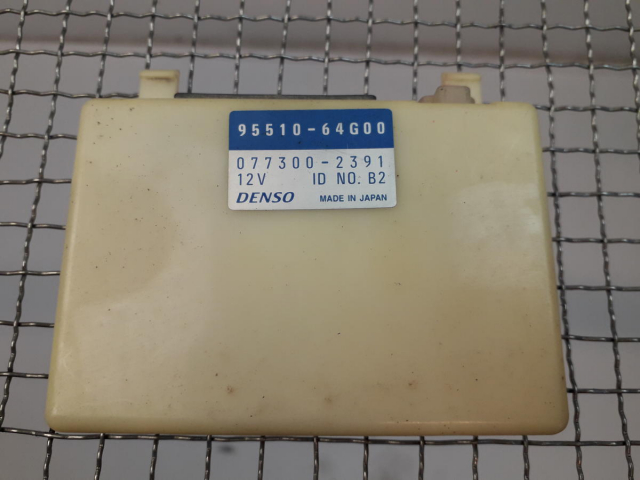 95510-64G00
077300-2391
12V ID NO. B2
DENSO MADE IN JAPAN